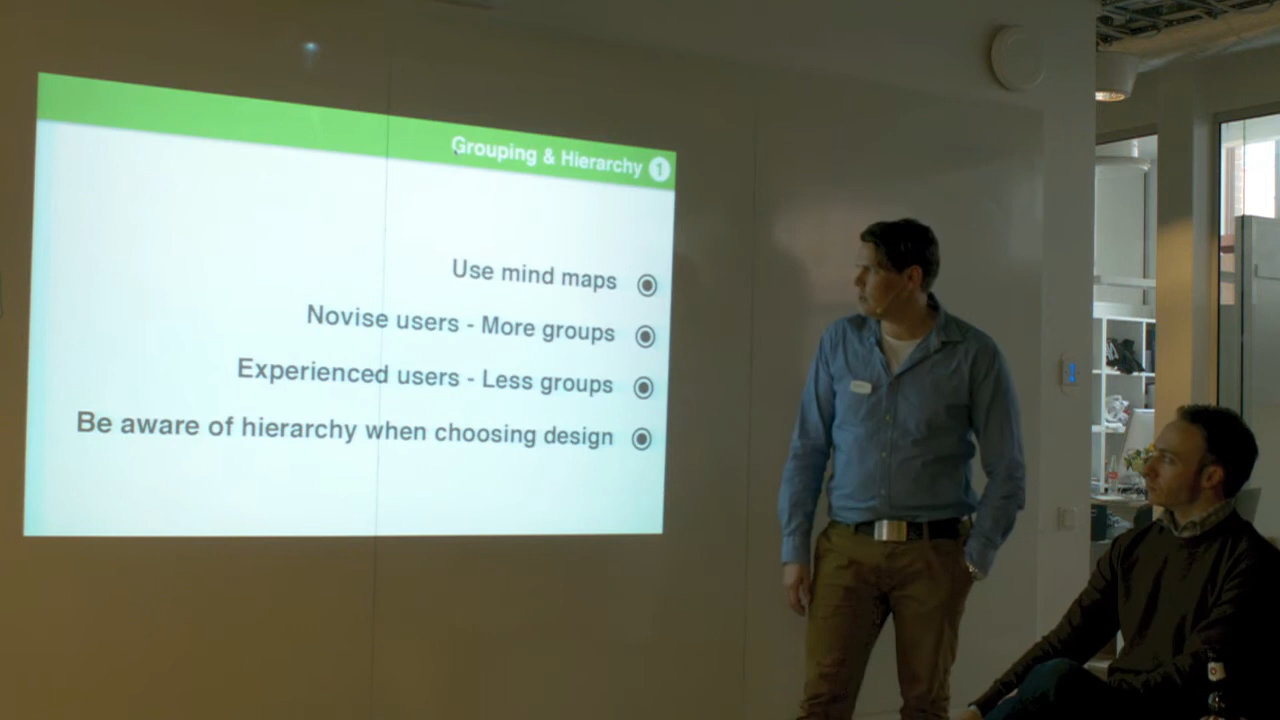 Grouping & Hierarchy 1
Use mind maps
Novise users - More groups
Experienced users - Less groups
Be aware of hierarchy when choosing design